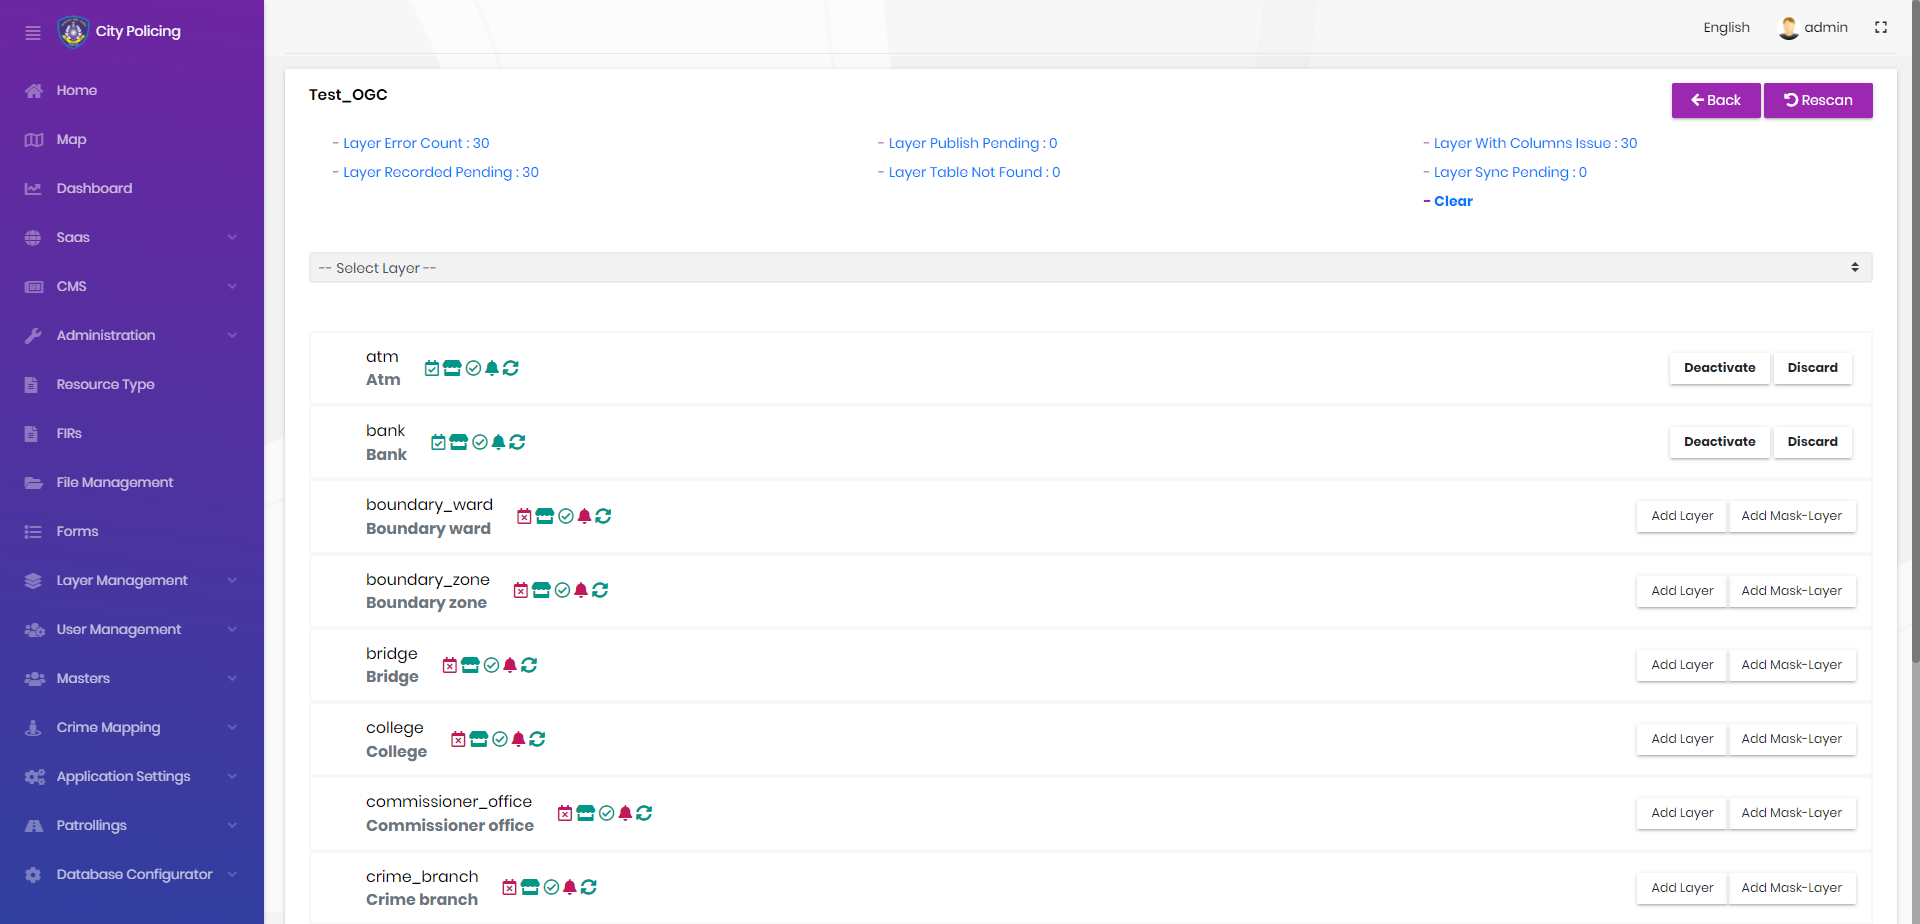 City Policing
English
admin
Home
Map
Dashboard
Saas
CMS
Administration
Resource Type
FIRs
File Management
Forms
Layer Management
User Management
Masters
Crime Mapping
Application Settings
Patrollings
Database Configurator
Test_OGC
Back
Rescan
- Layer Error Count : 30
- Layer Publish Pending : 0
- Layer With Columns Issue : 30
- Layer Recorded Pending : 30
- Layer Table Not Found : 0
- Layer Sync Pending : 0
- Clear
-- Select Layer --
atm
Atm
Deactivate
Discard
bank
Bank
Deactivate
Discard
boundary_ward
Boundary ward
Add Layer
Add Mask-Layer
boundary_zone
Boundary zone
Add Layer
Add Mask-Layer
bridge
Bridge
Add Layer
Add Mask-Layer
college
College
Add Layer
Add Mask-Layer
commissioner_office
Commissioner office
Add Layer
Add Mask-Layer
crime_branch
Crime branch
Add Layer
Add Mask-Layer